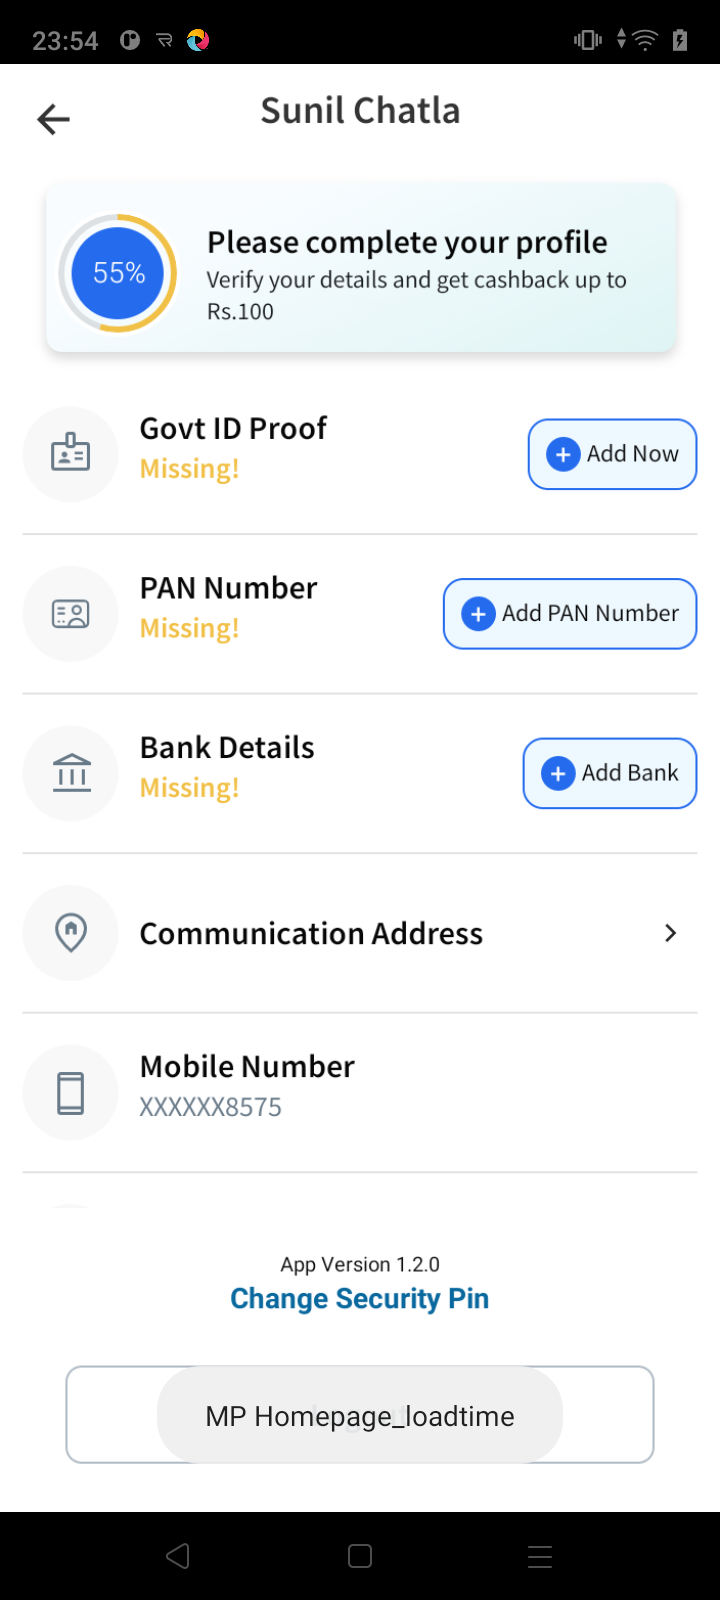 23:54
Sunil Chatla
55%
Please complete your profile
Verify your details and get cashback up to
Rs.100
Govt ID Proof
Missing!
Add Now
PAN Number
Missing!
Add PAN Number
Bank Details
Missing!
Add Bank
Communication Address
Mobile Number
XXXXXX8575
App Version 1.2.0
Change Security Pin
MP Homepage_loadtime